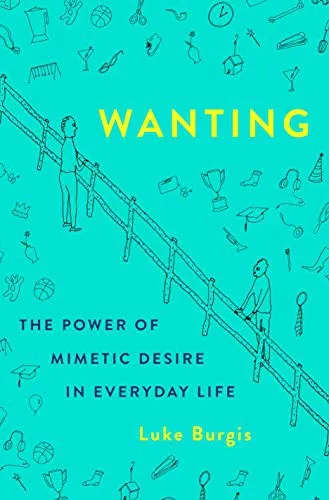 WANTING
THE POWER OF
MIMETIC DESIRE
IN EVERYDAY LIFE
Luke Burgis